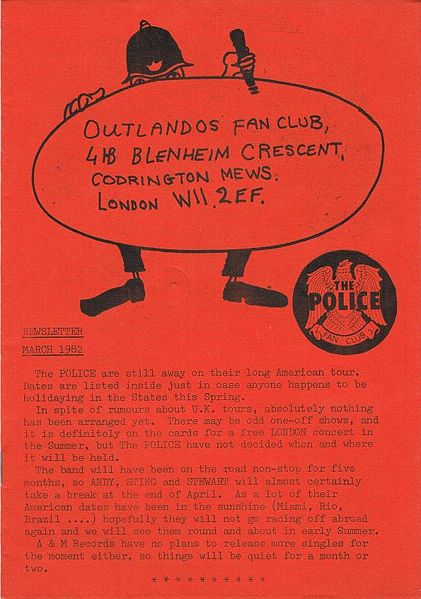 OUTLANDOS FAN CLUB,
41B BLENHEIM CRESCENT,
CODRINGTON MEWS.
LONDON W11. 2EF.
THE
POLICE
FAN CLUB
NEWSLETTER
MARCH 1982
The POLICE are still away on their long American tour.
Dates are listed inside just in case anyone happens to be
holidaying in the States this Spring.
In spite of rumours about U.K. tours, absolutely nothing
has been arranged yet. There may be odd one-off shows, and
it is definitely on the cards for a free LONDON concert in
the Summer, but The POLICE have not decided when and where
it will be held.
The band will have been on the road non-stop for five
months, so ANDY, STING and STEWART will almost certainly
take a break at the end of April. As a lot of their
American dates have been in the sunshine (Miami, Rio,
Brazil ....) hopefully they will not go racing off abroad
again and we will see them round and about in early Summer.
A & M Records have no plans to release more singles for
the moment either, so things will be quiet for a month or
two.
* * * * * * * * * *